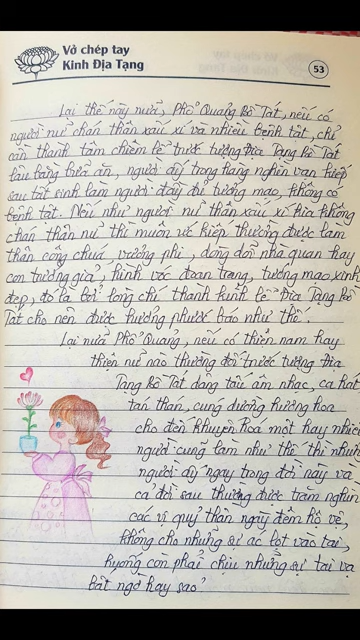 Vở chép tay
Kinh Địa Tạng
53
Lại thế này nữa, Phổ Quảng Bồ Tát, nếu có
người nữ chán thân xấu xí và nhiều bệnh tật, chỉ
cần thành tâm chiêm lễ trước tượng Địa Tạng Bồ Tát
lâu bằng bữa ăn, người ấy trong hàng nghìn vạn kiếp
sau tất sinh làm người đầy đủ tướng mạo, không có
bệnh tật. Nếu như người nữ thân xấu xí kia không
chán thân nữ thì muôn ức kiếp thường được làm
thân công chúa, vương phi, dòng dõi nhà quan hay
con trưởng giả, hình vóc đoan trang, tướng mạo xinh
đẹp, đó là bởi lòng chí thành kính lễ Địa Tạng Bồ
Tát cho nên được hưởng phước báo như thế.
Lại nữa Phổ Quảng, nếu có thiện nam hay
thiện nữ nào thường đối trước tượng Địa
Tạng Bồ Tát dâng tấu âm nhạc, ca hát
tán thán, cúng dường hương hoa
cho đến khuyến hóa một hay nhiều
người cùng làm như thế thì những
người ấy ngay trong đời này và
cả đời sau thường được trăm nghìn
các vị quỷ thần ngày đêm hộ vệ,
không cho những sự ác lọt vào tai,
huống còn phải chịu những sự tai vạ
bất ngờ hay sao?